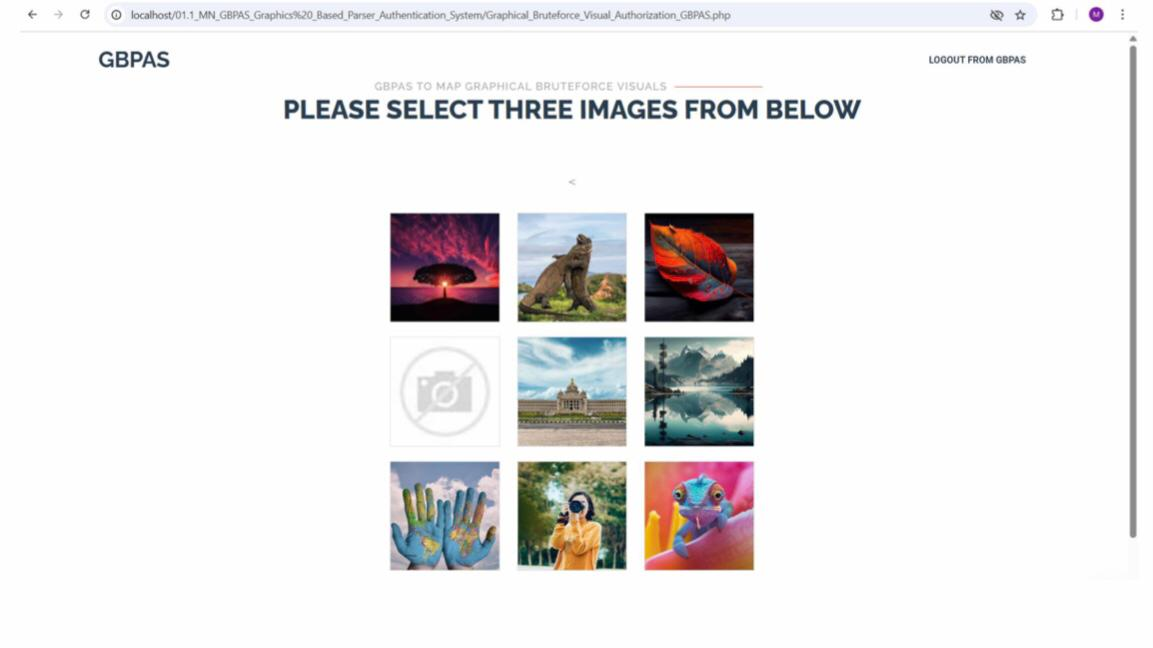 localhost/01.1_MN_GBPAS_Graphics%20_Based_Parser_Authentication_System/Graphical_Bruteforce_Visual_Authorization_GBPAS.php
M
GBPAS
LOGOUT FROM GBPAS
GBPAS TO MAP GRAPHICAL BRUTEFORCE VISUALS
PLEASE SELECT THREE IMAGES FROM BELOW
<